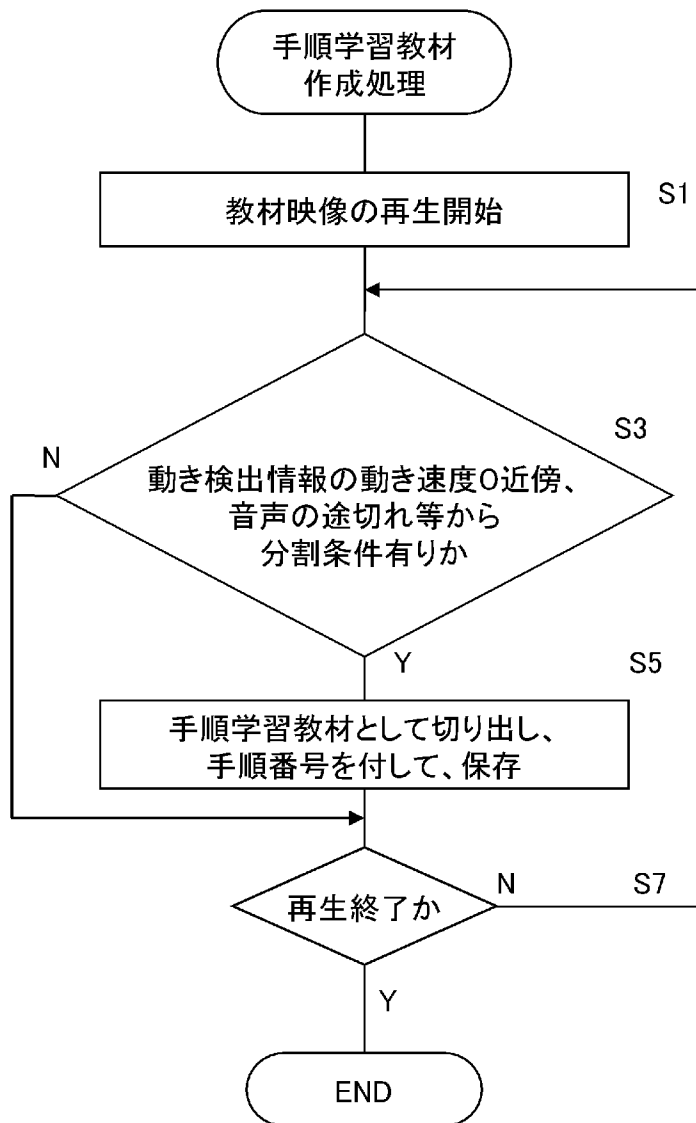 手順学習教材
作成処理
教材映像の再生開始
S1
S3
N
動き検出情報の動き速度0近傍、
音声の途切れ等から
分割条件有りか
Y
S5
手順学習教材として切り出し、
手順番号を付して、保存
再生終了か
N
S7
Y
END